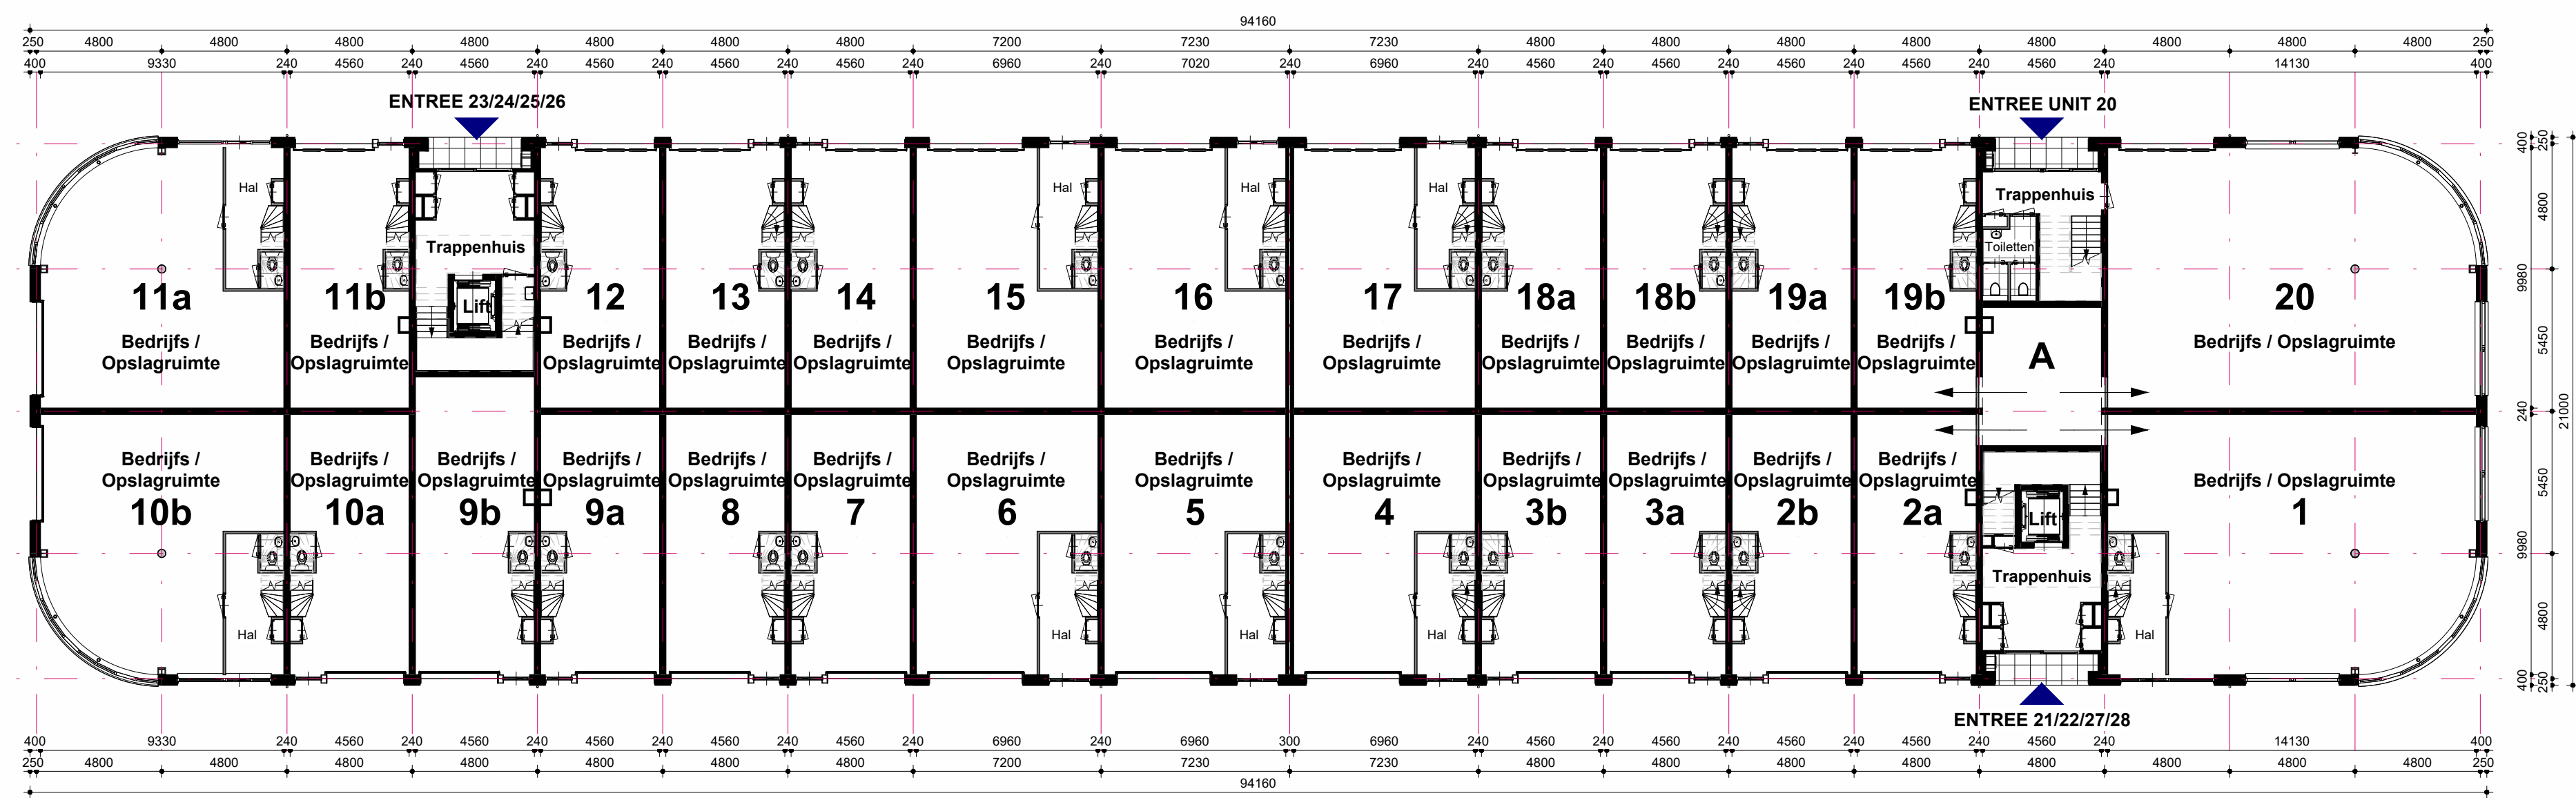 94160
250 4800 4800 4800 4800 4800 4800 4800 7200 7230 7230 4800 4800 4800 4800 4800 4800 4800 4800 250
400 9330 240 4560 240 4560 240 4560 240 4560 240 4560 240 6960 240 7020 240 6960 240 4560 240 4560 240 4560 240 4560 240 4560 240 14130 400
ENTREE 23/24/25/26
ENTREE UNIT 20
400 250
Hal Hal Hal Hal
Trappenhuis
4800
Trappenhuis
Toiletten
9980
11a 11b Lift 12 13 14 15 16 17 18a 18b 19a 19b 20
Bedrijfs / Bedrijfs / Bedrijfs / Bedrijfs / Bedrijfs / Bedrijfs / Bedrijfs / Bedrijfs / Bedrijfs / Bedrijfs / Bedrijfs / Bedrijfs / Bedrijfs / Opslagruimte
Opslagruimte Opslagruimte Opslagruimte Opslagruimte Opslagruimte Opslagruimte Opslagruimte Opslagruimte Opslagruimte Opslagruimte Opslagruimte Opslagruimte
A
5450
240 21000
Bedrijfs / Bedrijfs / Bedrijfs / Bedrijfs / Bedrijfs / Bedrijfs / Bedrijfs / Bedrijfs / Bedrijfs / Bedrijfs / Bedrijfs / Bedrijfs / Bedrijfs /
Opslagruimte Opslagruimte Opslagruimte Opslagruimte Opslagruimte Opslagruimte Opslagruimte Opslagruimte Opslagruimte Opslagruimte Opslagruimte Opslagruimte Opslagruimte Bedrijfs / Opslagruimte
5450
10b 10a 9b 9a 8 7 6 5 4 3b 3a 2b 2a Lift 1
9980
Trappenhuis
4800
Hal Hal Hal Hal Hal
400 250
ENTREE 21/22/27/28
400 9330 240 4560 240 4560 240 4560 240 4560 240 4560 240 6960 240 6960 300 6960 240 4560 240 4560 240 4560 240 4560 240 4560 240 14130 400
250 4800 4800 4800 4800 4800 4800 4800 7200 7230 7230 4800 4800 4800 4800 4800 4800 4800 4800 250
94160